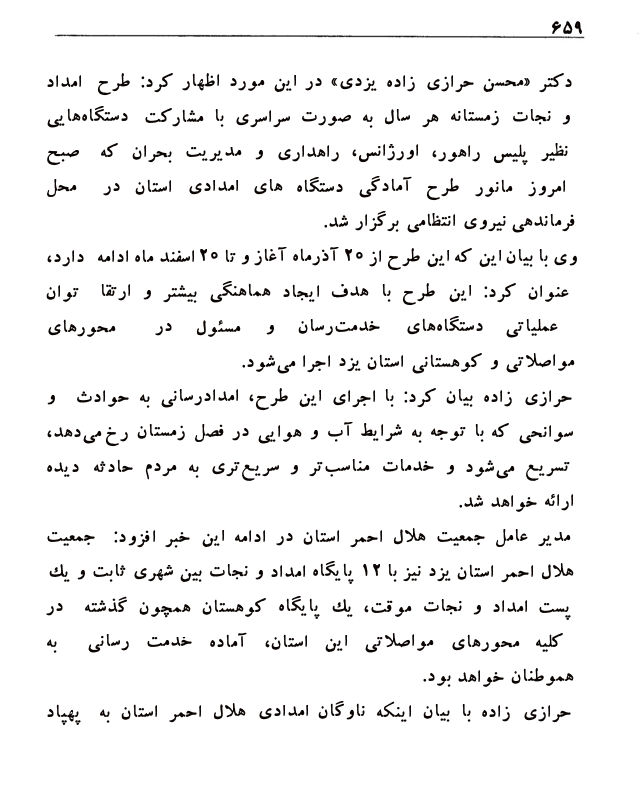 ۶۵۹
دکتر «محسن حرازی زاده یزدی» در این مورد اظهار کرد: طرح امداد
و نجات زمستانه هر سال به صورت سراسری با مشارکت دستگاه‌هایی
نظیر پلیس راهور، اورژانس، راهداری و مدیریت بحران که صبح
امروز مانور طرح آمادگی دستگاه های امدادی استان در محل
فرماندهی نیروی انتظامی برگزار شد.
وی با بیان این که این طرح از ۲۰ آذرماه آغاز و تا ۲۰ اسفند ماه ادامه دارد،
عنوان کرد: این طرح با هدف ایجاد هماهنگی بیشتر و ارتقا توان
عملیاتی دستگاه‌های خدمت‌رسان و مسئول در محورهای
مواصلاتی و کوهستانی استان یزد اجرا می‌شود.
حرازی زاده بیان کرد: با اجرای این طرح، امدادرسانی به حوادث و
سوانحی که با توجه به شرایط آب و هوایی در فصل زمستان رخ می‌دهد،
تسریع می‌شود و خدمات مناسب‌تر و سریع‌تری به مردم حادثه دیده
ارائه خواهد شد.
مدیر عامل جمعیت هلال احمر استان در ادامه این خبر افزود: جمعیت
هلال احمر استان یزد نیز با ۱۲ پایگاه امداد و نجات بین شهری ثابت و یك
پست امداد و نجات موقت، یك پایگاه کوهستان همچون گذشته در
کلیه محورهای مواصلاتی این استان، آماده خدمت رسانی به
هموطنان خواهد بود.
حرازی زاده با بیان اینکه ناوگان امدادی هلال احمر استان به پهپاد